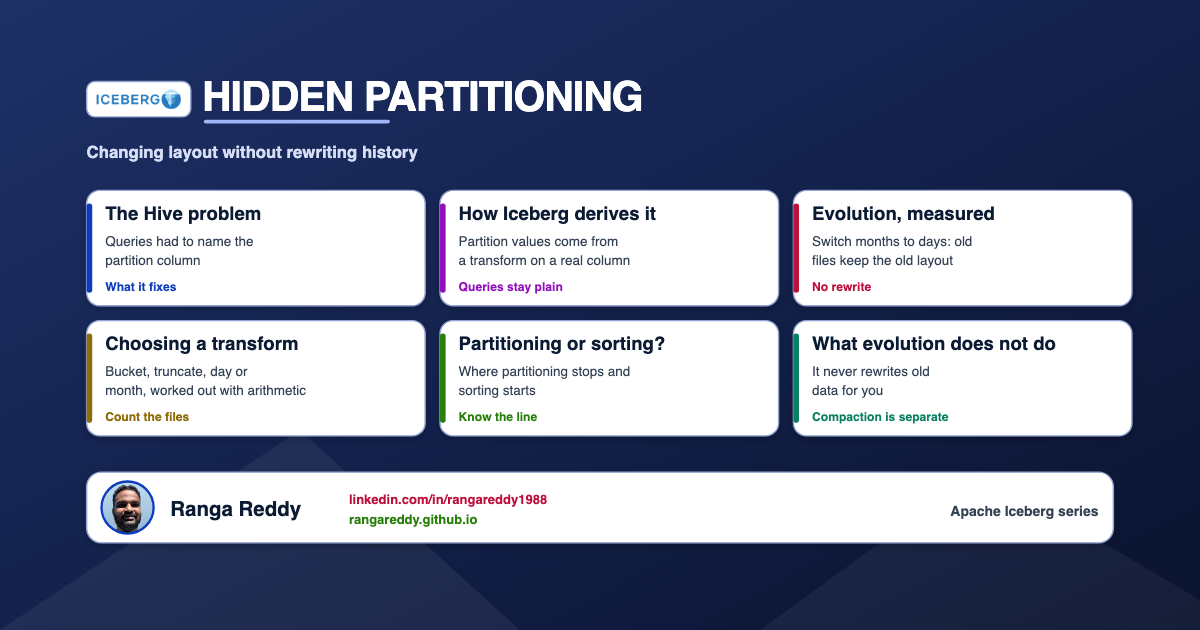 ICEBERG
HIDDEN PARTITIONING
Changing layout without rewriting history
The Hive problem
Queries had to name the
partition column
What it fixes
How Iceberg derives it
Partition values come from
a transform on a real column
Queries stay plain
Evolution, measured
Switch months to days: old
files keep the old layout
No rewrite
Choosing a transform
Bucket, truncate, day or
month, worked out with arithmetic
Count the files
Partitioning or sorting?
Where partitioning stops and
sorting starts
Know the line
What evolution does not do
It never rewrites old
data for you
Compaction is separate
Ranga Reddy
linkedin.com/in/rangareddy1988
rangareddy.github.io
Apache Iceberg series